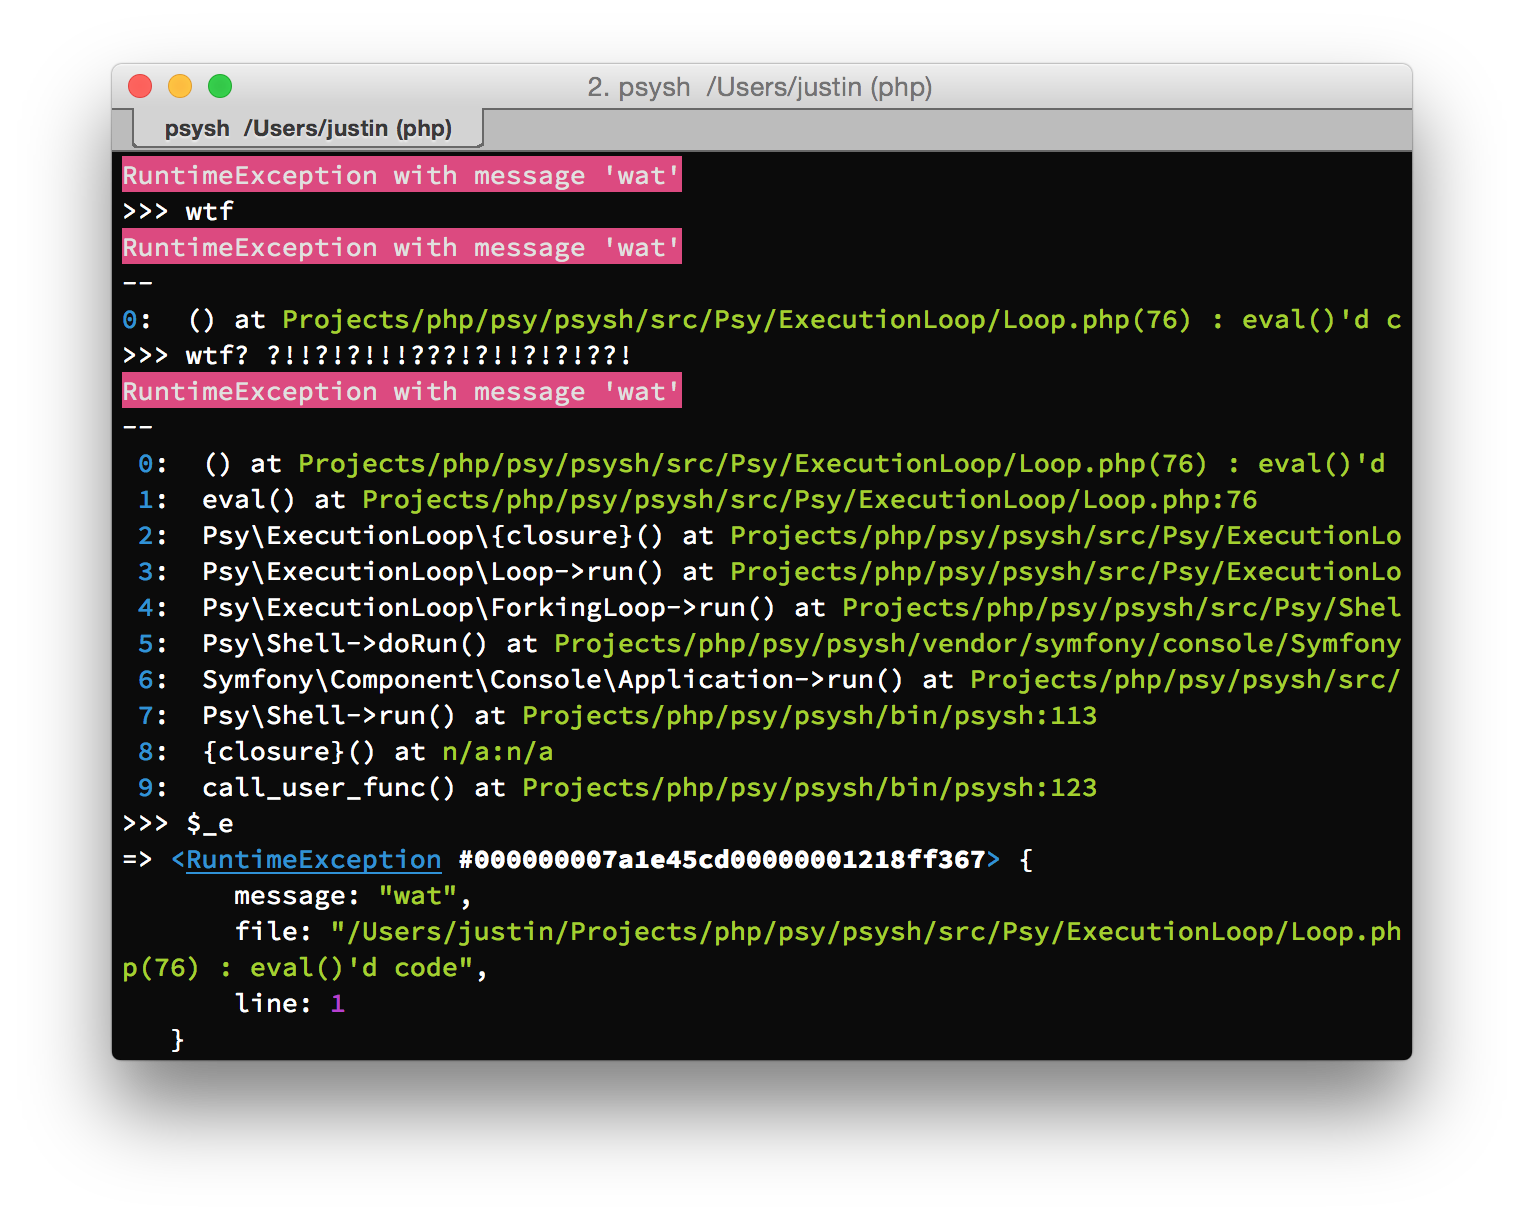 2. psysh  /Users/justin (php)
psysh  /Users/justin (php)
RuntimeException with message 'wat'
>>> wtf
RuntimeException with message 'wat'
--
0:  () at Projects/php/psy/psysh/src/Psy/ExecutionLoop/Loop.php(76) : eval()'d c
>>> wtf? ?!!?!?!!!???!?!!?!?!??!
RuntimeException with message 'wat'
--
 0:  () at Projects/php/psy/psysh/src/Psy/ExecutionLoop/Loop.php(76) : eval()'d
 1:  eval() at Projects/php/psy/psysh/src/Psy/ExecutionLoop/Loop.php:76
 2:  Psy\ExecutionLoop\{closure}() at Projects/php/psy/psysh/src/Psy/ExecutionLo
 3:  Psy\ExecutionLoop\Loop->run() at Projects/php/psy/psysh/src/Psy/ExecutionLo
 4:  Psy\ExecutionLoop\ForkingLoop->run() at Projects/php/psy/psysh/src/Psy/Shel
 5:  Psy\Shell->doRun() at Projects/php/psy/psysh/vendor/symfony/console/Symfony
 6:  Symfony\Component\Console\Application->run() at Projects/php/psy/psysh/src/
 7:  Psy\Shell->run() at Projects/php/psy/psysh/bin/psysh:113
 8:  {closure}() at n/a:n/a
 9:  call_user_func() at Projects/php/psy/psysh/bin/psysh:123
>>> $_e
=> <RuntimeException #000000007a1e45cd00000001218ff367> {
       message: "wat",
       file: "/Users/justin/Projects/php/psy/psysh/src/Psy/ExecutionLoop/Loop.ph
p(76) : eval()'d code",
       line: 1
   }